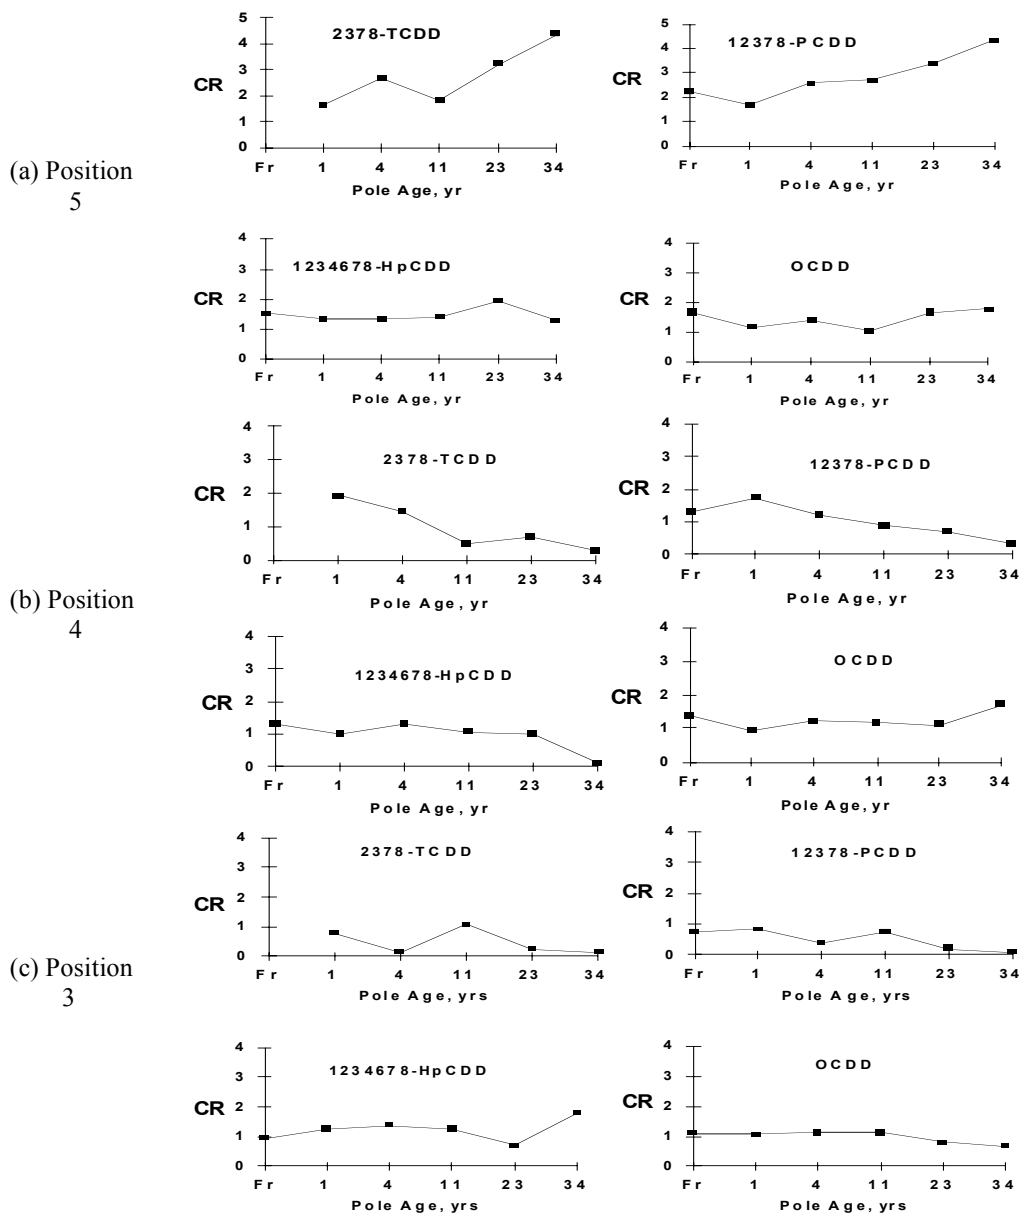 (a) Position
5
2378-TCDD
CR
5
4
3
2
1
0
Fr 1 4 11 23 34
Pole Age, yr
12378-PCDD
CR
5
4
3
2
1
0
Fr 1 4 11 23 34
Pole Age, yr
1234678-HpCDD
CR
4
3
2
1
0
Fr 1 4 11 23 34
Pole Age, yr
OCDD
CR
4
3
2
1
0
Fr 1 4 11 23 34
Pole Age, yr
(b) Position
4
2378-TCDD
CR
4
3
2
1
0
Fr 1 4 11 23 34
Pole Age, yr
12378-PCDD
CR
4
3
2
1
0
Fr 1 4 11 23 34
Pole Age, yr
1234678-HpCDD
CR
4
3
2
1
0
Fr 1 4 11 23 34
Pole Age, yr
OCDD
CR
4
3
2
1
0
Fr 1 4 11 23 34
Pole Age, yr
(c) Position
3
2378-TCDD
CR
4
3
2
1
0
Fr 1 4 11 23 34
Pole Age, yrs
12378-PCDD
CR
4
3
2
1
0
Fr 1 4 11 23 34
Pole Age, yrs
1234678-HpCDD
CR
4
3
2
1
0
Fr 1 4 11 23 34
Pole Age, yrs
OCDD
CR
4
3
2
1
0
Fr 1 4 11 23 34
Pole Age, yrs